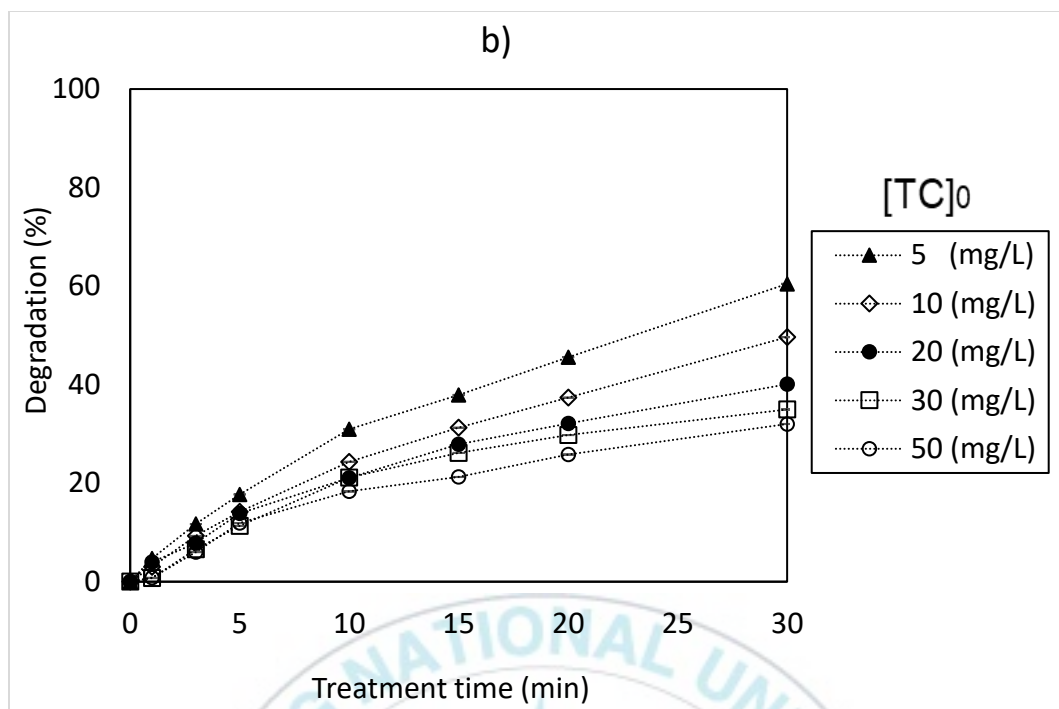 b)
100
80
60
40
20
0
Degradation (%)
0 5 10 15 20 25 30
Treatment time (min)
[TC]0
5 (mg/L)
10 (mg/L)
20 (mg/L)
30 (mg/L)
50 (mg/L)
NATIONAL